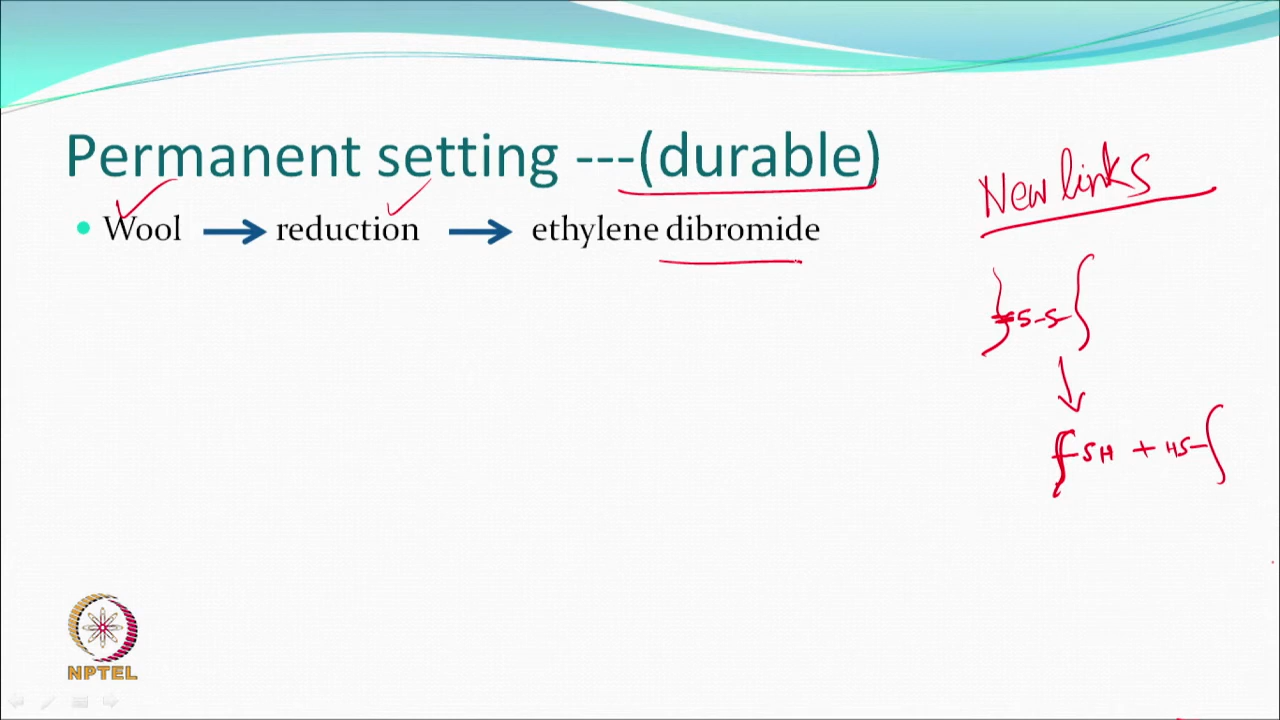 Permanent setting ---(durable)
New links
• Wool → reduction → ethylene dibromide
S-S
SH + HS
NPTEL